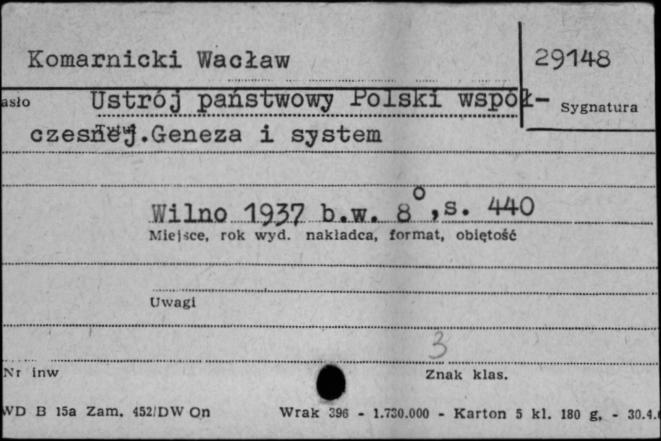 Komarnicki Wacław
29148
asło
Ustrój państwowy Polski współ-
Sygnatura
czesnej.Geneza i system
Wilno 1937 b.w. 8°,s. 440
Miejsce, rok wyd. nakładca, format, obiętość
Uwagi
3
Nr inw
Znak klas.
WD B 15a Zam. 452/DW On Wrak 396 - 1.730.000 - Karton 5 kl. 180 g. - 30.4.